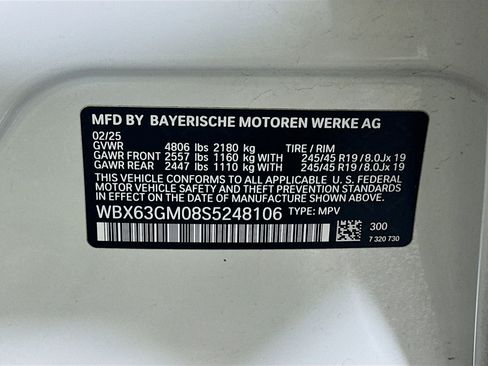 MFD BY BAYERISCHE MOTOREN WERKE AG
02/25
GVWR 4806 lbs 2180 kg TIRE / RIM
GAWR FRONT 2557 lbs 1160 kg WITH 245/45 R19 / 8.0Jx 19
GAWR REAR 2447 lbs 1110 kg WITH 245/45 R19 / 8.0Jx 19
THIS VEHICLE CONFORMS TO ALL APPLICABLE
FEDERAL MOTOR VEHICLE SAFETY AND THEFT
PREVENTION STANDARDS IN EFFECT ON THE
DATE OF MANUFACTURE SHOWN ABOVE.
WBX63GM08S5248106 TYPE: MPV
300
7 320 730